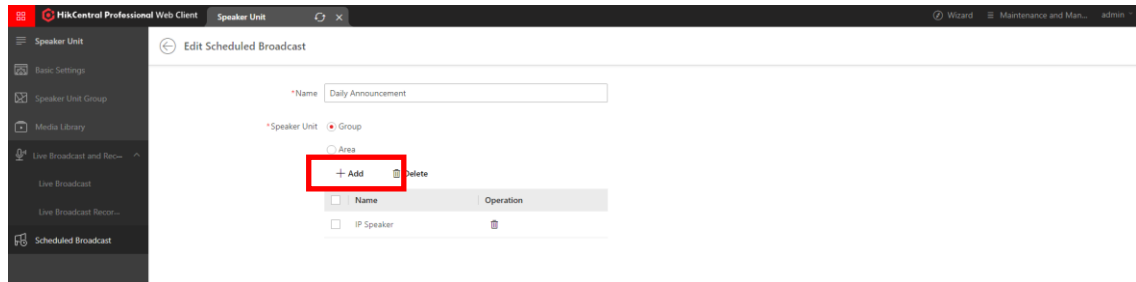 HikCentral Professional Web Client
Speaker Unit
Wizard
Maintenance and Man...
admin
Speaker Unit
Edit Scheduled Broadcast
Basic Settings
Speaker Unit Group
Media Library
Live Broadcast and Rec...
Live Broadcast
Live Broadcast Recor...
Scheduled Broadcast
*Name Daily Announcement
*Speaker Unit Group
Area
Add Delete
Name Operation
IP Speaker